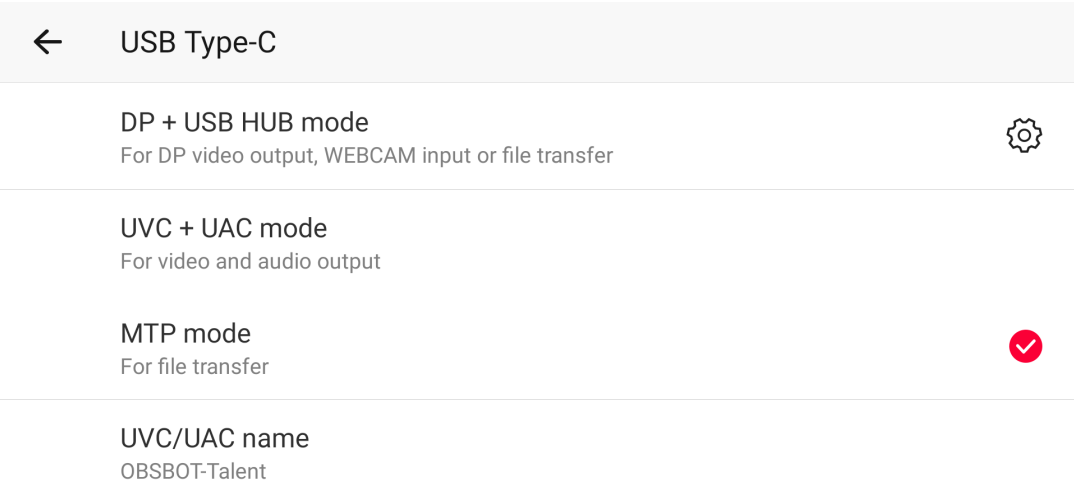 USB Type-C
DP + USB HUB mode
For DP video output, WEBCAM input or file transfer
UVC + UAC mode
For video and audio output
MTP mode
For file transfer
UVC/UAC name
OBSBOT-Talent